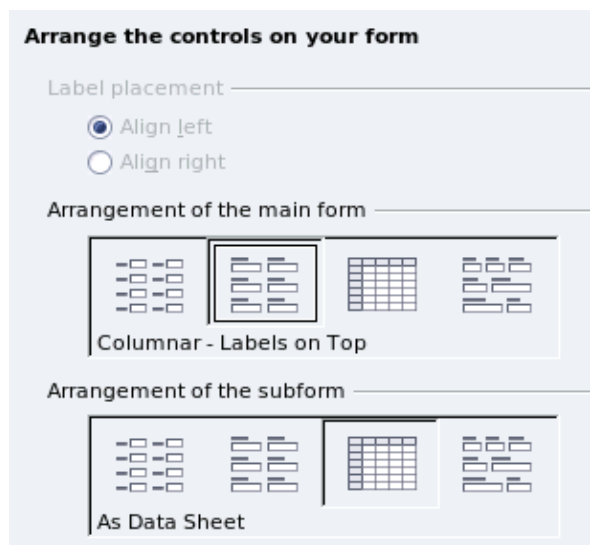 Arrange the controls on your form
Label placement
Align left
Align right
Arrangement of the main form
Columnar - Labels on Top
Arrangement of the subform
As Data Sheet